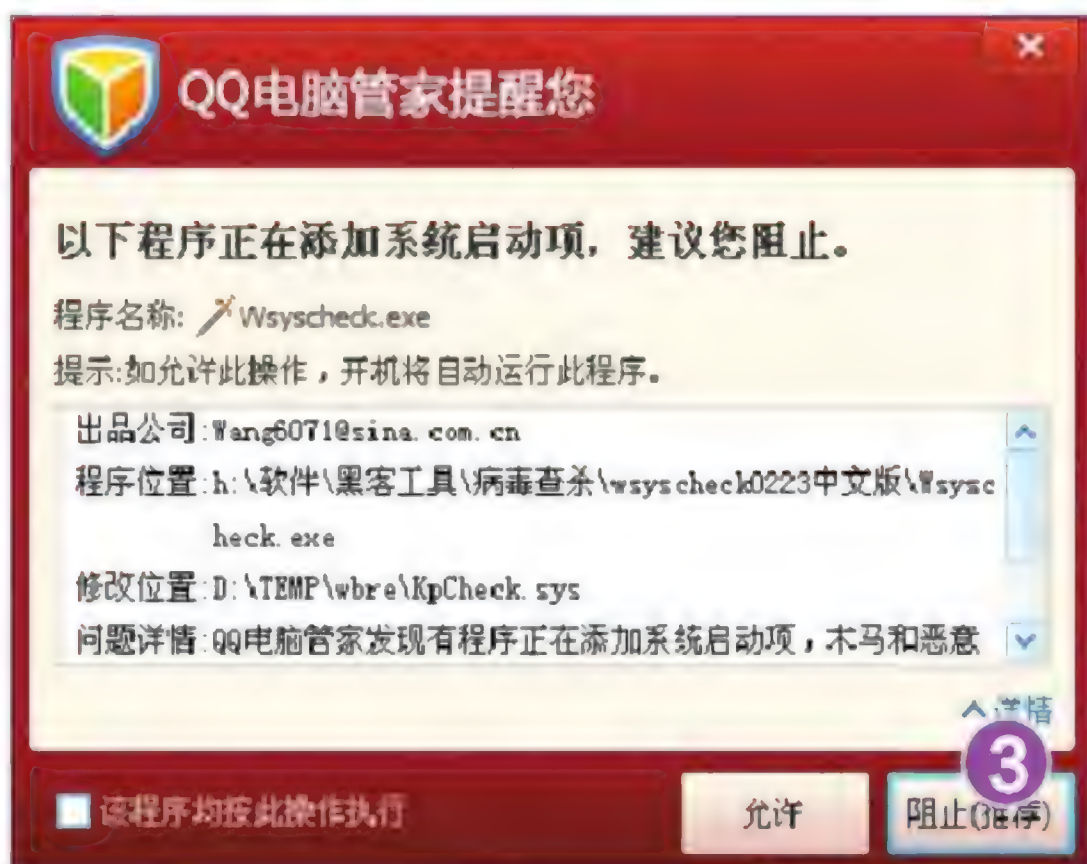 QQ电脑管家提醒您
以下程序正在添加系统启动项，建议您阻止。
程序名称: Wsyscheck.exe
提示:如允许此操作，开机将自动运行此程序。
出品公司:Wang6071@sina.com.cn
程序位置:h:\软件\黑客工具\病毒查杀\wsyscheck0223中文版\Wsysc
heck.exe
修改位置:D:\TEMP\wbre\KpCheck.sys
问题详情:QQ电脑管家发现有程序正在添加系统启动项，木马和恶意
详情
3
该程序均按此操作执行
允许
阻止(推荐)